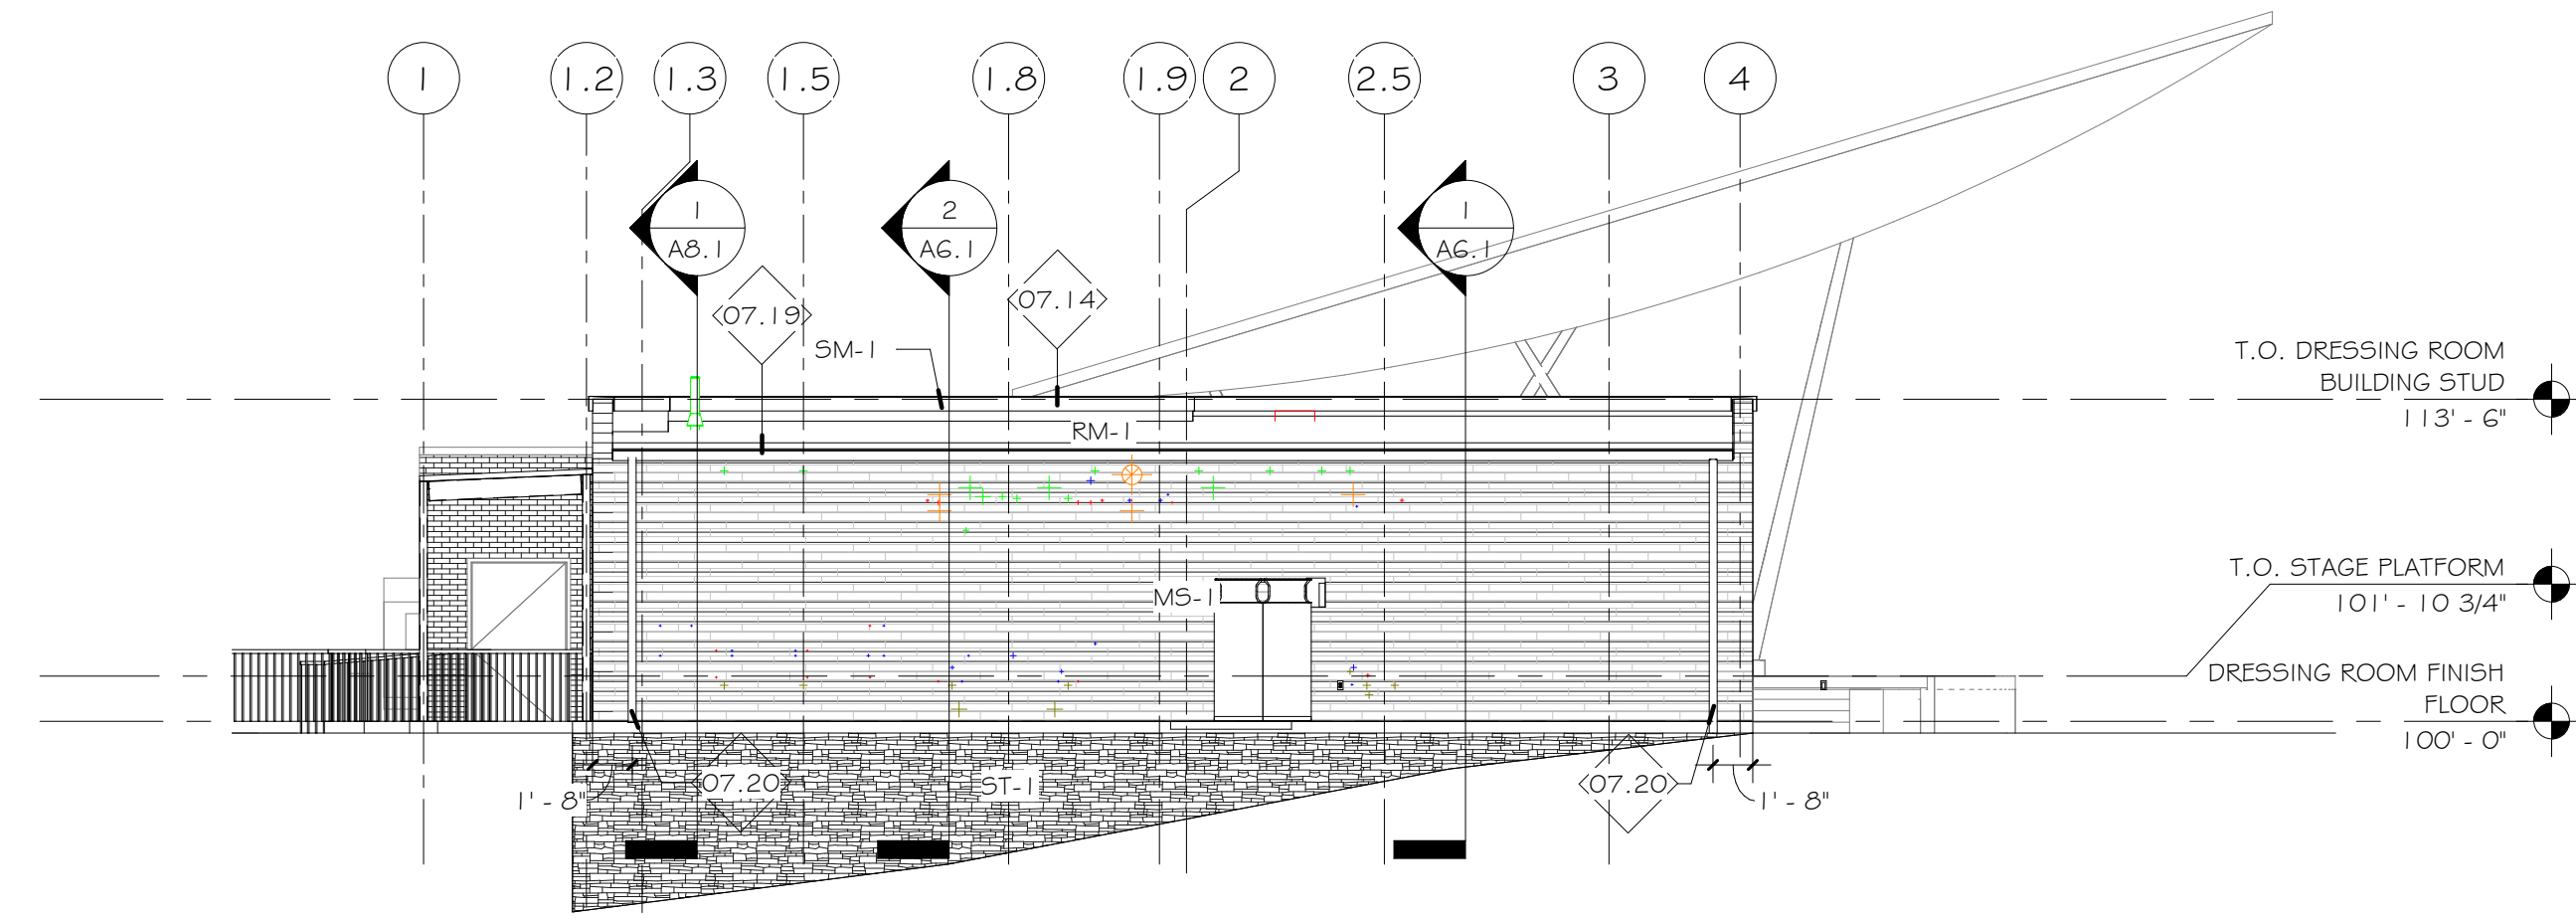 1
1.2
1.3
1.5
1.8
1.9
2
2.5
3
4
1
A8.1
2
A6.1
1
A6.1
07.19
07.14
SM-1
RM-1
T.O. DRESSING ROOM
BUILDING STUD
113' - 6"
MS-1
T.O. STAGE PLATFORM
101' - 10 3/4"
DRESSING ROOM FINISH
FLOOR
100' - 0"
1' - 8"
07.20
ST-1
07.20
1' - 8"